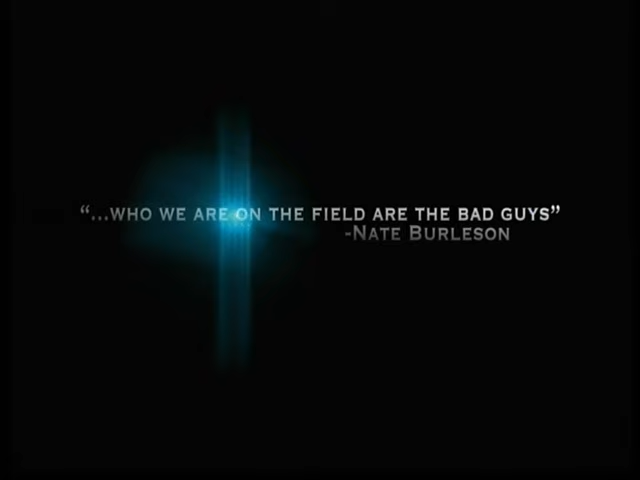 “...WHO WE ARE ON THE FIELD ARE THE BAD GUYS”
-NATE BURLESON